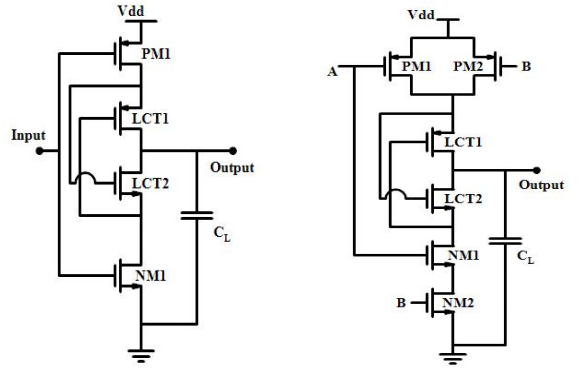 Vdd
PM1
LCT1
Input
Output
LCT2
CL
NM1
Vdd
A
PM1
PM2
B
LCT1
Output
LCT2
NM1
CL
B
NM2